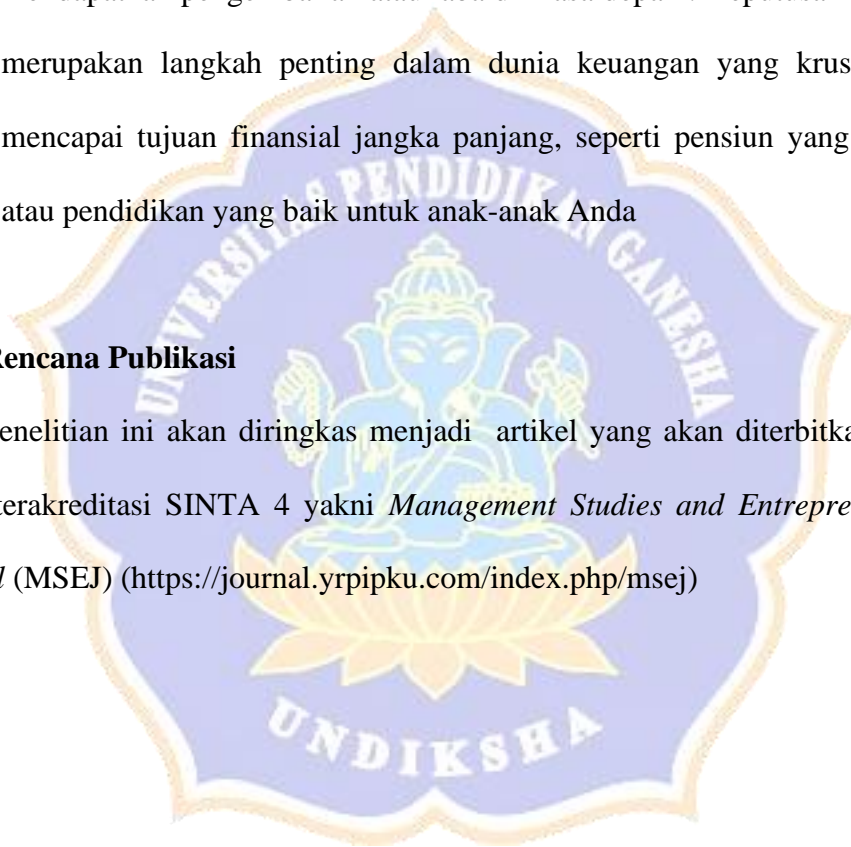 merupakan langkah penting dalam dunia keuangan yang krus
mencapai tujuan finansial jangka panjang, seperti pensiun yang
atau pendidikan yang baik untuk anak-anak Anda
UNIVERSITAS PENDIDIKAN GANESHA
Rencana Publikasi
enelitian ini akan diringkas menjadi artikel yang akan diterbitka
terakreditasi SINTA 4 yakni Management Studies and Entrepre
(MSEJ) (https://journal.yrpipku.com/index.php/msej)
UNDIKSHA